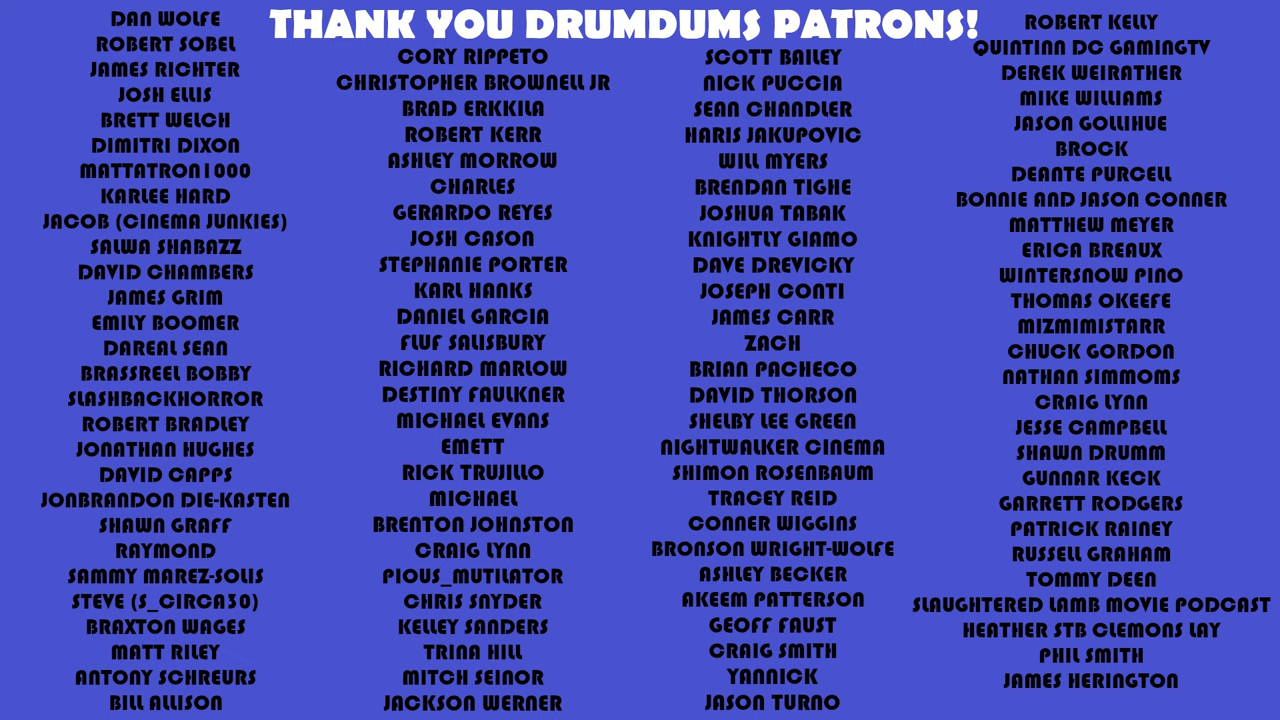 THANK YOU DRUMDUMS PATRONS!
DAN WOLFE
ROBERT SOBEL
JAMES RICHTER
JOSH ELLIS
BRETT WELCH
DIMITRI DIXON
MATTATRON1000
KARLEE HARD
JACOB (CINEMA JUNKIES)
SALWA SHABAZZ
DAVID CHAMBERS
JAMES GRIM
EMILY BOOMER
DAREAL SEAN
BRASSREEL BOBBY
SLASHBACKHORROR
ROBERT BRADLEY
JONATHAN HUGHES
DAVID CAPPS
JONBRANDON DIE-KASTEN
SHAWN GRAFF
RAYMOND
SAMMY MAREZ-SOLIS
STEVE (S_CIRCA30)
BRAXTON WAGES
MATT RILEY
ANTONY SCHREURS
BILL ALLISON
CORY RIPPETO
CHRISTOPHER BROWNELL JR
BRAD ERKKILA
ROBERT KERR
ASHLEY MORROW
CHARLES
GERARDO REYES
JOSH CASON
STEPHANIE PORTER
KARL HANKS
DANIEL GARCIA
FLUF SALISBURY
RICHARD MARLOW
DESTINY FAULKNER
MICHAEL EVANS
EMETT
RICK TRUJILLO
MICHAEL
BRENTON JOHNSTON
CRAIG LYNN
PIOUS_MUTILATOR
CHRIS SNYDER
KELLEY SANDERS
TRINA HILL
MITCH SEINOR
JACKSON WERNER
SCOTT BAILEY
NICK PUCCIA
SEAN CHANDLER
HARIS JAKUPOVIC
WILL MYERS
BRENDAN TIGHE
JOSHUA TABAK
KNIGHTLY GIAMO
DAVE DREVICKY
JOSEPH CONTI
JAMES CARR
ZACH
BRIAN PACHECO
DAVID THORSON
SHELBY LEE GREEN
NIGHTWALKER CINEMA
SHIMON ROSENBAUM
TRACEY REID
CONNER WIGGINS
BRONSON WRIGHT-WOLFE
ASHLEY BECKER
AKEEM PATTERSON
GEOFF FAUST
CRAIG SMITH
YANNICK
JASON TURNO
ROBERT KELLY
QUINTINN DC GAMINGTV
DEREK WEIRATHER
MIKE WILLIAMS
JASON GOLLIHUE
BROCK
DEANTE PURCELL
BONNIE AND JASON CONNER
MATTHEW MEYER
ERICA BREAUX
WINTERSNOW PINO
THOMAS OKEEFE
MIZMIMISTARR
CHUCK GORDON
NATHAN SIMMOMS
CRAIG LYNN
JESSE CAMPBELL
SHAWN DRUMM
GUNNAR KECK
GARRETT RODGERS
PATRICK RAINEY
RUSSELL GRAHAM
TOMMY DEEN
SLAUGHTERED LAMB MOVIE PODCAST
HEATHER STB CLEMONS LAY
PHIL SMITH
JAMES HERINGTON